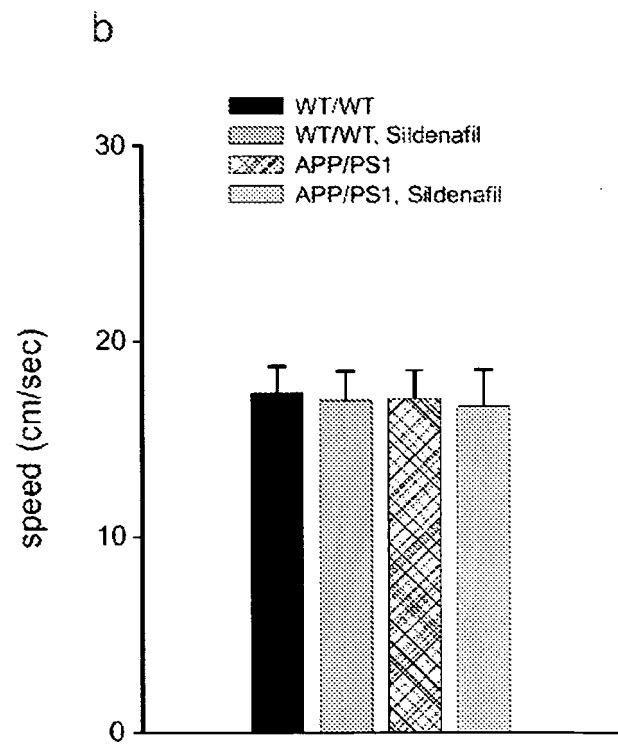 b
WT/WT
WT/WT, Sildenafil
APP/PS1
APP/PS1, Sildenafil
30
20
10
0
speed (cm/sec)